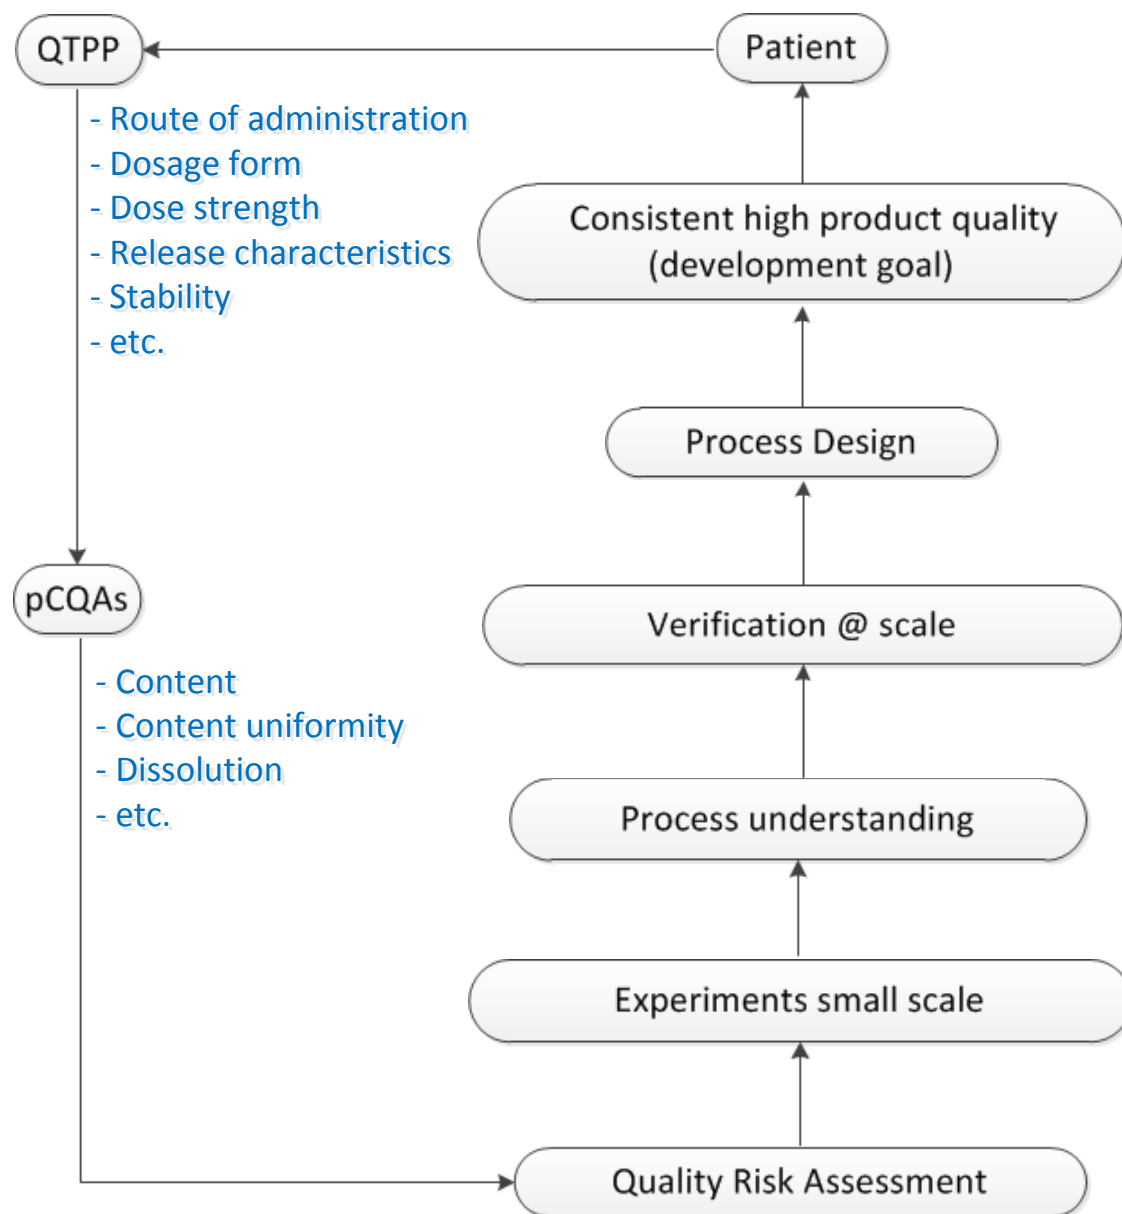 QTPP
Patient
- Route of administration
- Dosage form
- Dose strength
- Release characteristics
- Stability
- etc.
Consistent high product quality
(development goal)
Process Design
pCQAs
Verification @ scale
- Content
- Content uniformity
- Dissolution
- etc.
Process understanding
Experiments small scale
Quality Risk Assessment